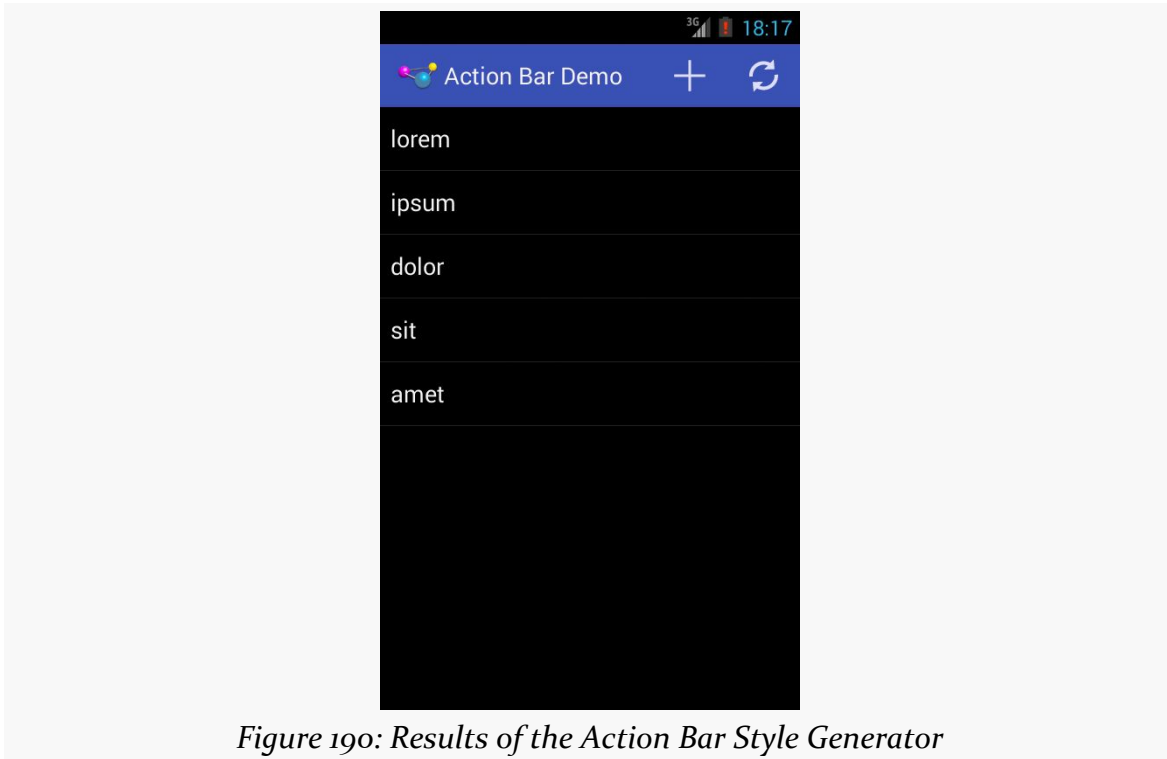 3G 18:17
Action Bar Demo
lorem
ipsum
dolor
sit
amet
Figure 190: Results of the Action Bar Style Generator